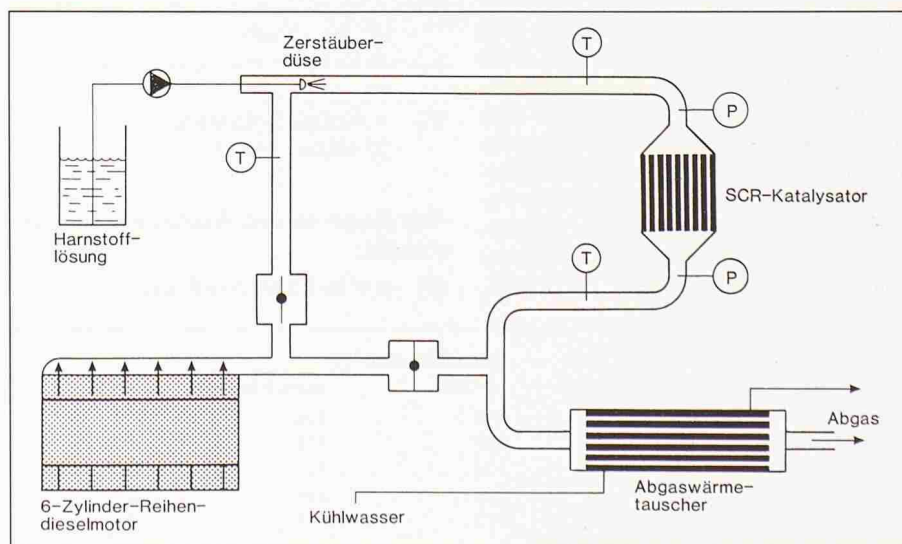 Zerstäuber-
düse
T
T
P
SCR-Katalysator
Harnstoff-
lösung
T
P
Abgas
6-Zylinder-Reihen-
dieselmotor
Kühlwasser
Abgaswärme-
tauscher